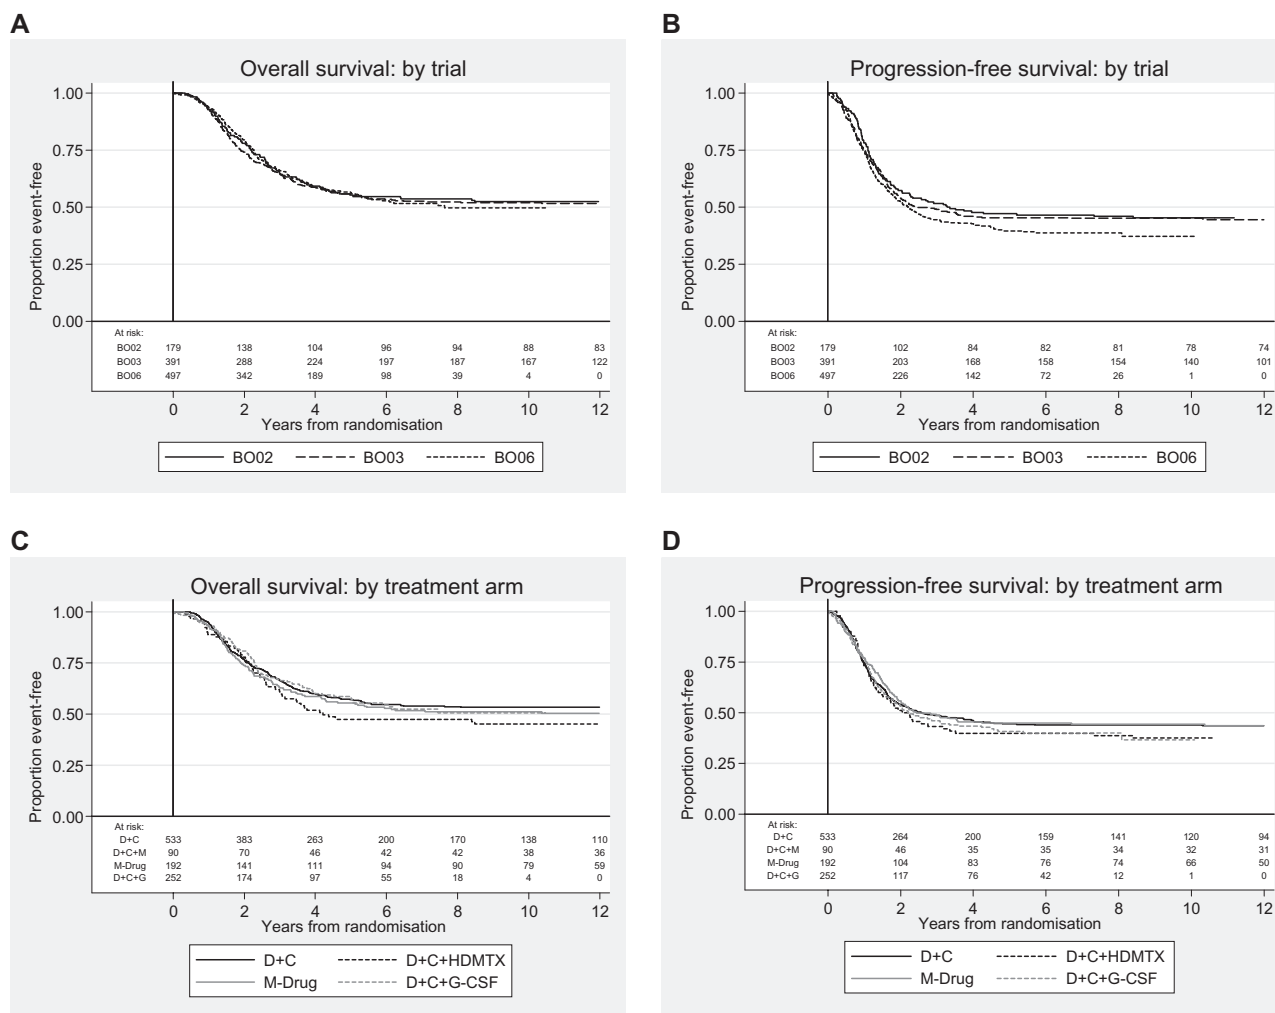 A
Overall survival: by trial
Proportion event-free
1.00
0.75
0.50
0.25
0.00
At risk:
BO02 179 138 104 96 94 88 83
BO03 391 288 224 197 187 167 122
BO06 497 342 189 98 39 4 0
0 2 4 6 8 10 12
Years from randomisation
BO02 BO03 BO06
B
Progression-free survival: by trial
Proportion event-free
1.00
0.75
0.50
0.25
0.00
At risk:
BO02 179 102 84 82 81 78 74
BO03 391 203 168 158 154 140 101
BO06 497 226 142 72 26 1 0
0 2 4 6 8 10 12
Years from randomisation
BO02 BO03 BO06
C
Overall survival: by treatment arm
Proportion event-free
1.00
0.75
0.50
0.25
0.00
At risk:
D+C 533 383 263 200 170 138 110
D+C+M 90 70 46 42 42 38 36
M-Drug 192 141 111 94 90 79 59
D+C+G 252 174 97 55 18 4 0
0 2 4 6 8 10 12
Years from randomisation
D+C D+C+HDMTX
M-Drug D+C+G-CSF
D
Progression-free survival: by treatment arm
Proportion event-free
1.00
0.75
0.50
0.25
0.00
At risk:
D+C 533 264 200 159 141 120 94
D+C+M 90 46 35 35 34 32 31
M-Drug 192 104 83 76 74 66 50
D+C+G 252 117 76 42 12 1 0
0 2 4 6 8 10 12
Years from randomisation
D+C D+C+HDMTX
M-Drug D+C+G-CSF